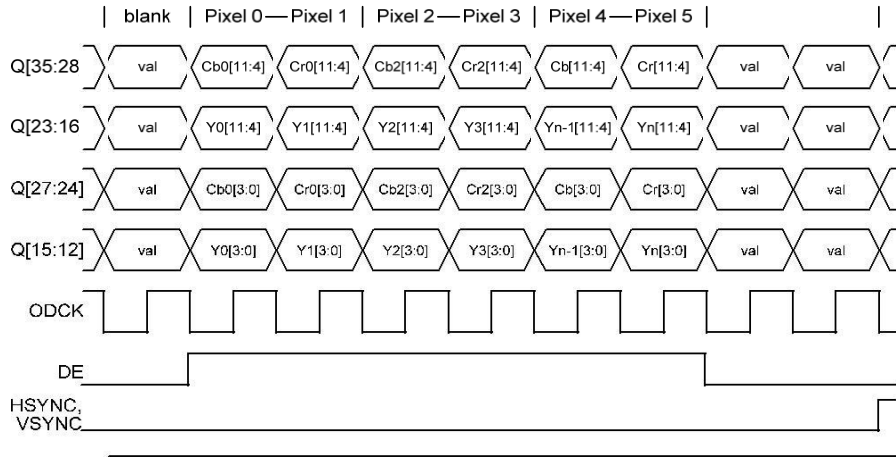 | blank | Pixel 0—Pixel 1 | Pixel 2—Pixel 3 | Pixel 4—Pixel 5 |
Q[35:28 val Cb0[11:4] Cr0[11:4] Cb2[11:4] Cr2[11:4] Cb[11:4] Cr[11:4] val val
Q[23:16 val Y0[11:4] Y1[11:4] Y2[11:4] Y3[11:4] Yn-1[11:4] Yn[11:4] val val
Q[27:24] val Cb0[3:0] Cr0[3:0] Cb2[3:0] Cr2[3:0] Cb[3:0] Cr[3:0] val val
Q[15:12] val Y0[3:0] Y1[3:0] Y2[3:0] Y3[3:0] Yn-1[3:0] Yn[3:0] val val
ODCK
DE
HSYNC,
VSYNC